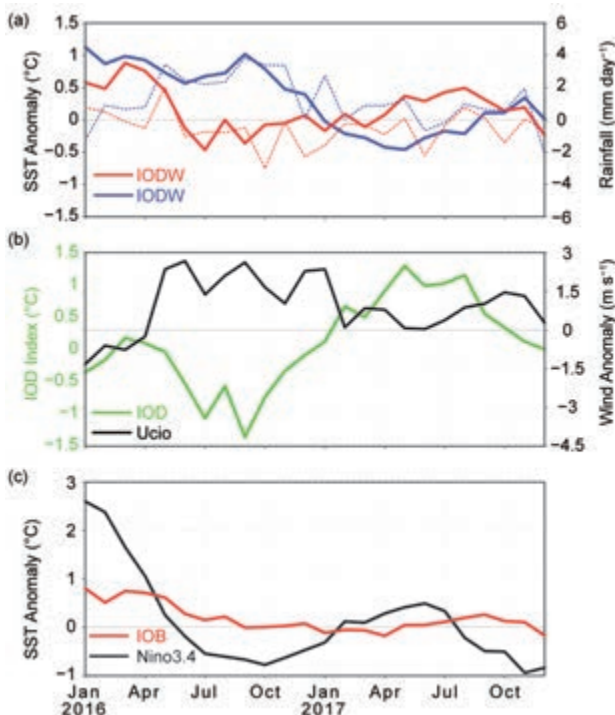 (a)
1.5
1
0.5
0
−0.5
−1
−1.5
SST Anomaly (°C)
6
4
2
0
−2
−4
−6
Rainfall (mm day⁻¹)
IODW
IODW
(b)
1.5
1
0.5
0
−0.5
−1
−1.5
IOD Index (°C)
3
1.5
0
−1.5
−3
−4.5
Wind Anomaly (m s⁻¹)
IOD
Ucio
(c)
3
2
1
0
−1
SST Anomaly (°C)
IOB
Nino3.4
Jan Apr Jul Oct Jan Apr Jul Oct
2016 2017